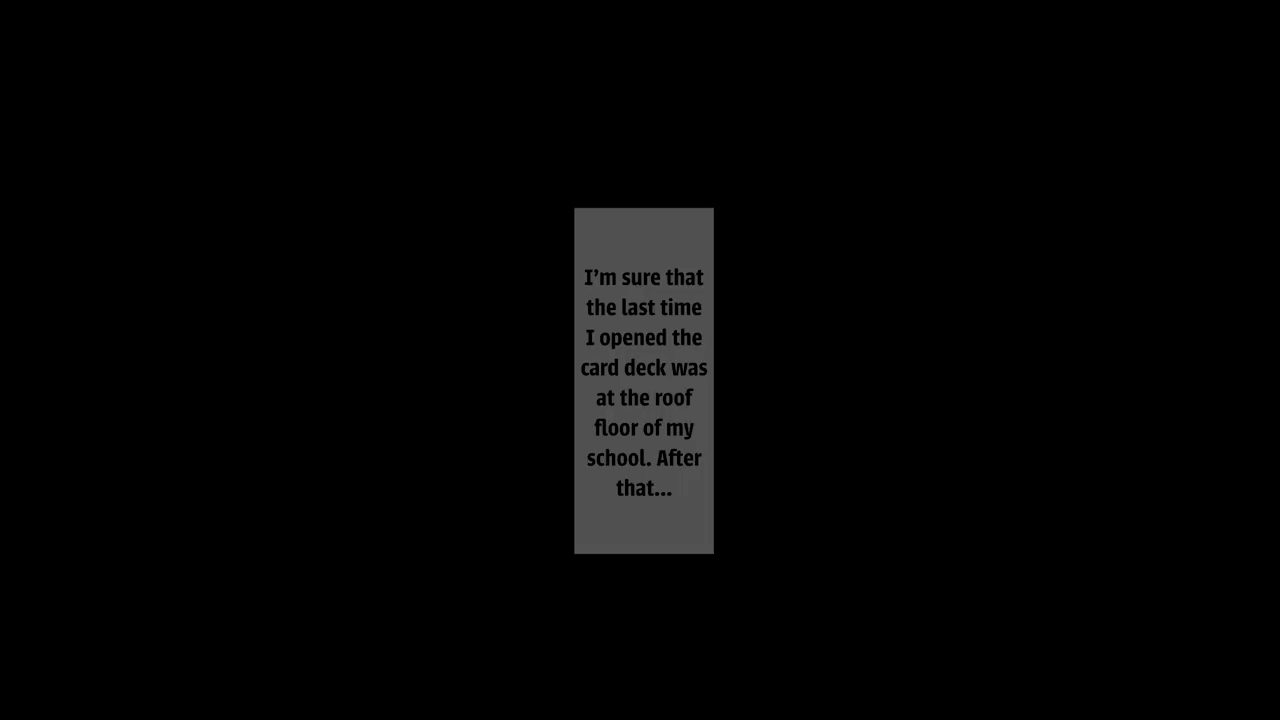 I’m sure that
the last time
I opened the
card deck was
at the roof
floor of my
school. After
that...